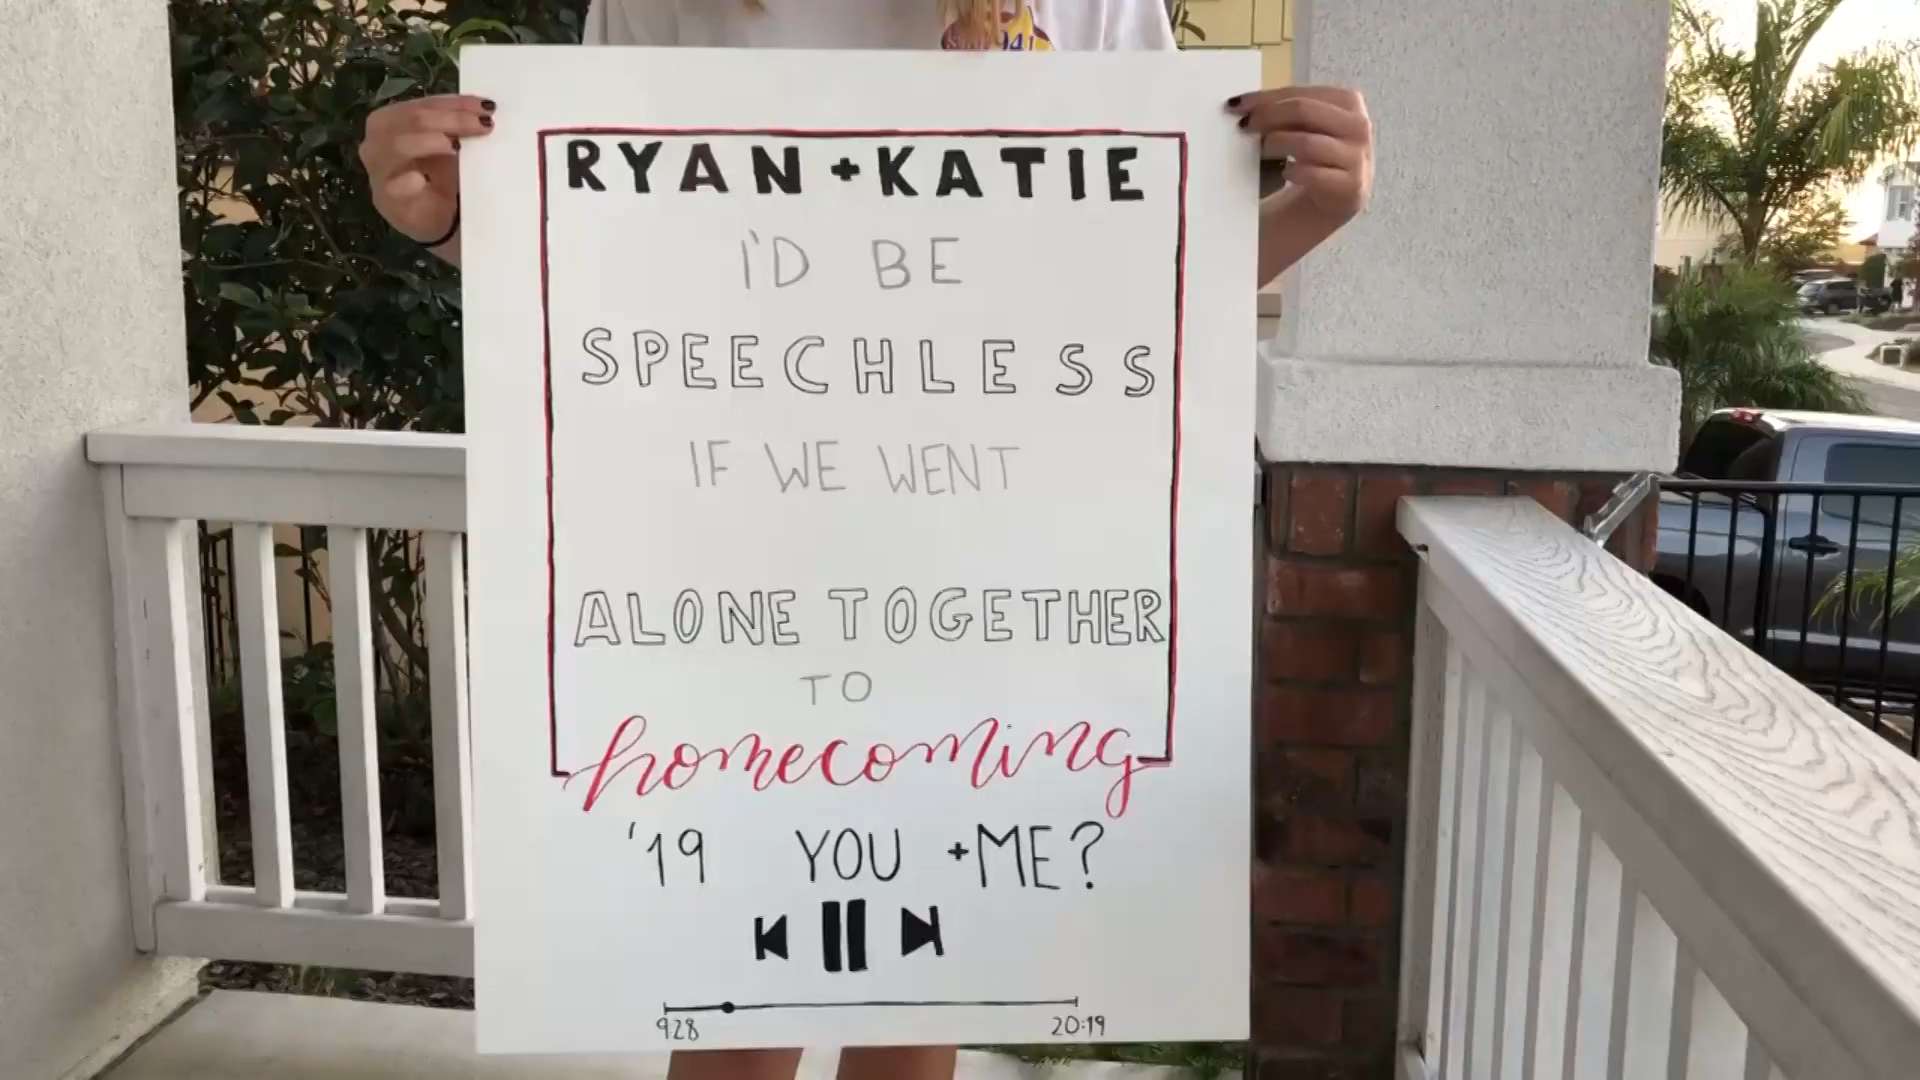 RYAN + KATIE
I'D BE
SPEECHLESS
IF WE WENT
ALONE TOGETHER
TO
homecoming
'19 YOU + ME?
928 20:19